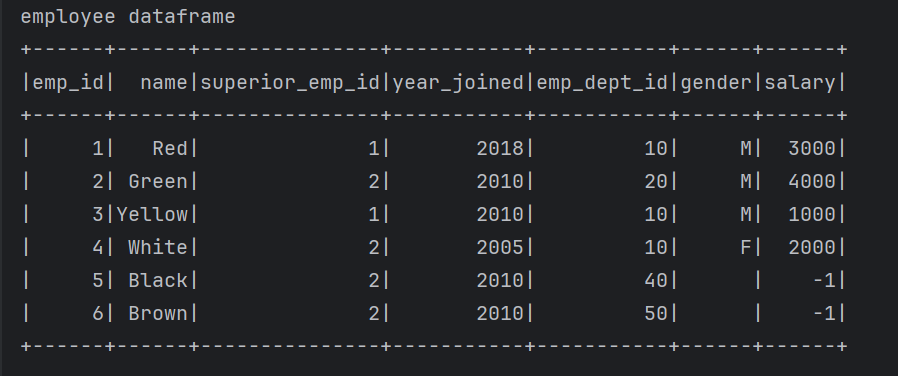 employee dataframe
+------+------+---------------+-----------+-----------+------+------+
|emp_id|  name|superior_emp_id|year_joined|emp_dept_id|gender|salary|
+------+------+---------------+-----------+-----------+------+------+
|     1|   Red|              1|       2018|         10|     M|  3000|
|     2| Green|              2|       2010|         20|     M|  4000|
|     3|Yellow|              1|       2010|         10|     M|  1000|
|     4| White|              2|       2005|         10|     F|  2000|
|     5| Black|              2|       2010|         40|      |    -1|
|     6| Brown|              2|       2010|         50|      |    -1|
+------+------+---------------+-----------+-----------+------+------+